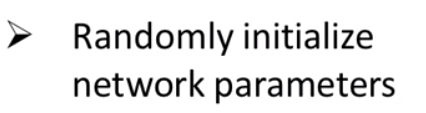 ➢ Randomly initialize
network parameters